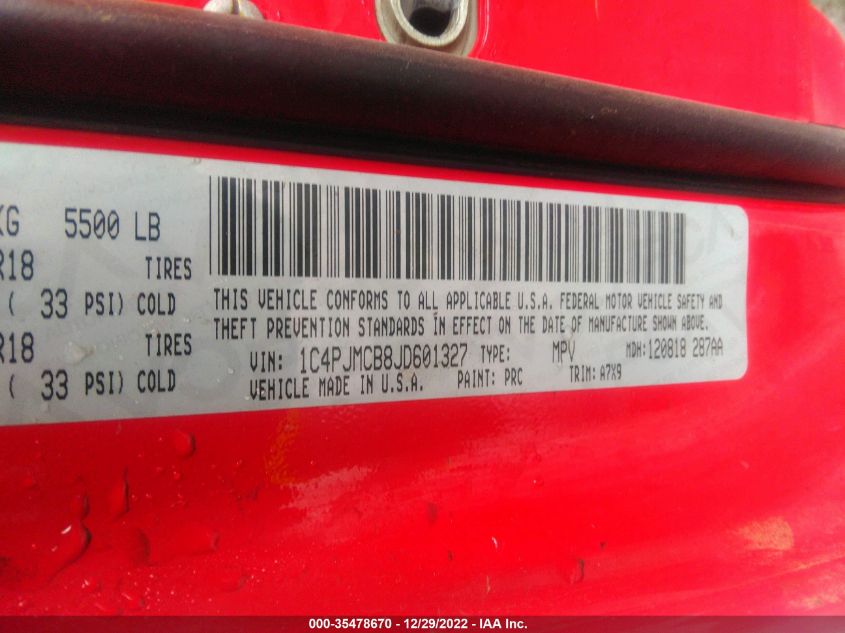 KG 5500 LB
R18 TIRES
( 33 PSI) COLD
R18 TIRES
( 33 PSI) COLD
THIS VEHICLE CONFORMS TO ALL APPLICABLE U.S.A. FEDERAL MOTOR VEHICLE SAFETY AND
THEFT PREVENTION STANDARDS IN EFFECT ON THE DATE OF MANUFACTURE SHOWN ABOVE.
VIN: 1C4PJMCB8JD601327 TYPE: MPV MDH:120818 287AA
VEHICLE MADE IN U.S.A. PAINT: PRC TRIM: A7X9
000-35478670 - 12/29/2022 - IAA Inc.